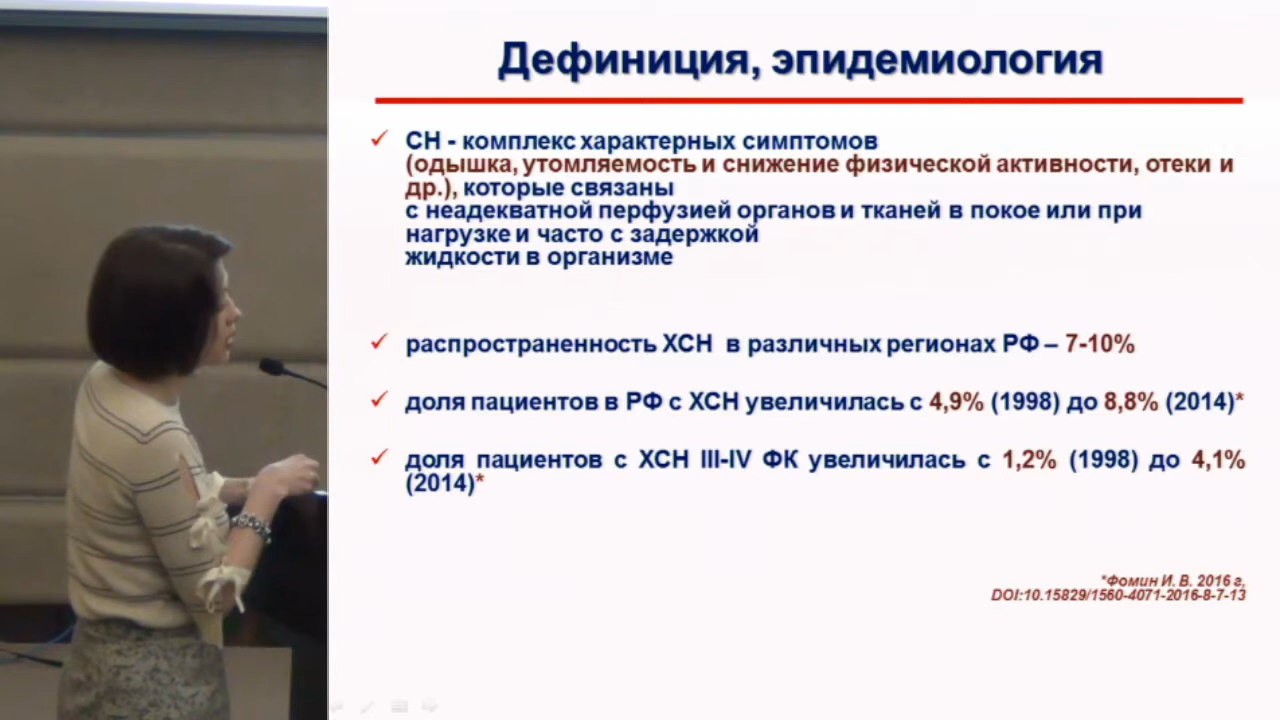 Дефиниция, эпидемиология
СН - комплекс характерных симптомов
(одышка, утомляемость и снижение физической активности, отеки и
др.), которые связаны
с неадекватной перфузией органов и тканей в покое или при
нагрузке и часто с задержкой
жидкости в организме
распространенность ХСН в различных регионах РФ – 7-10%
доля пациентов в РФ с ХСН увеличилась с 4,9% (1998) до 8,8% (2014)*
доля пациентов с ХСН III-IV ФК увеличилась с 1,2% (1998) до 4,1%
(2014)*
*Фомин И. В. 2016 г,
DOI:10.15829/1560-4071-2016-8-7-13